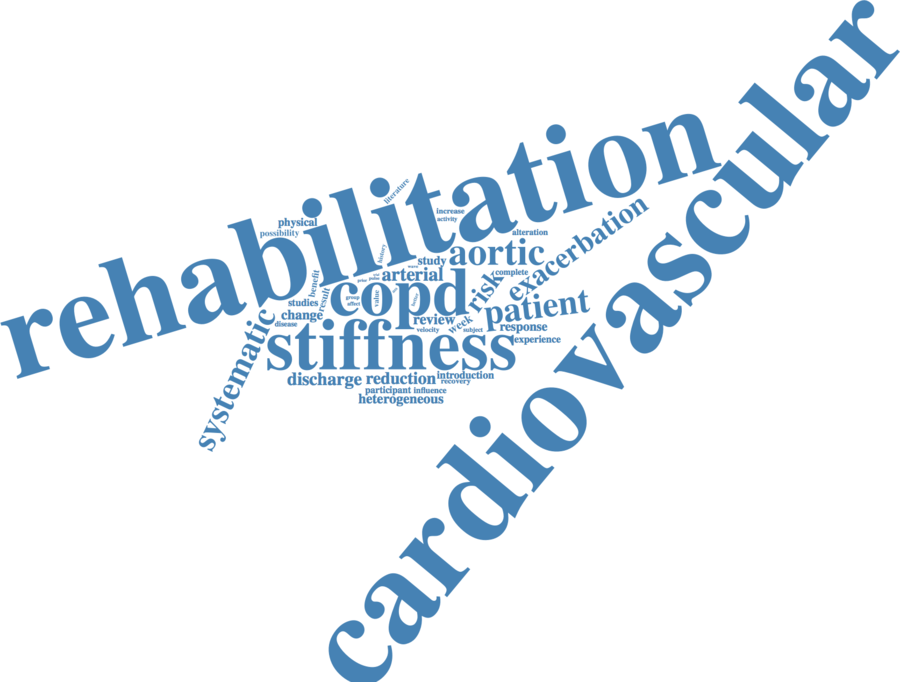 rehabilitation
cardiovascular
literature
physical
increase
activity
possibility
alteration
history
study
aortic
exacerbation
arterial
complete
benefit
copd
risk
result
studies
group
affect
value
patient
change
review
week
response
disease
velocity
subject
systematic
stiffness
experience
discharge
reduction
introduction
recovery
participant
influence
heterogeneous